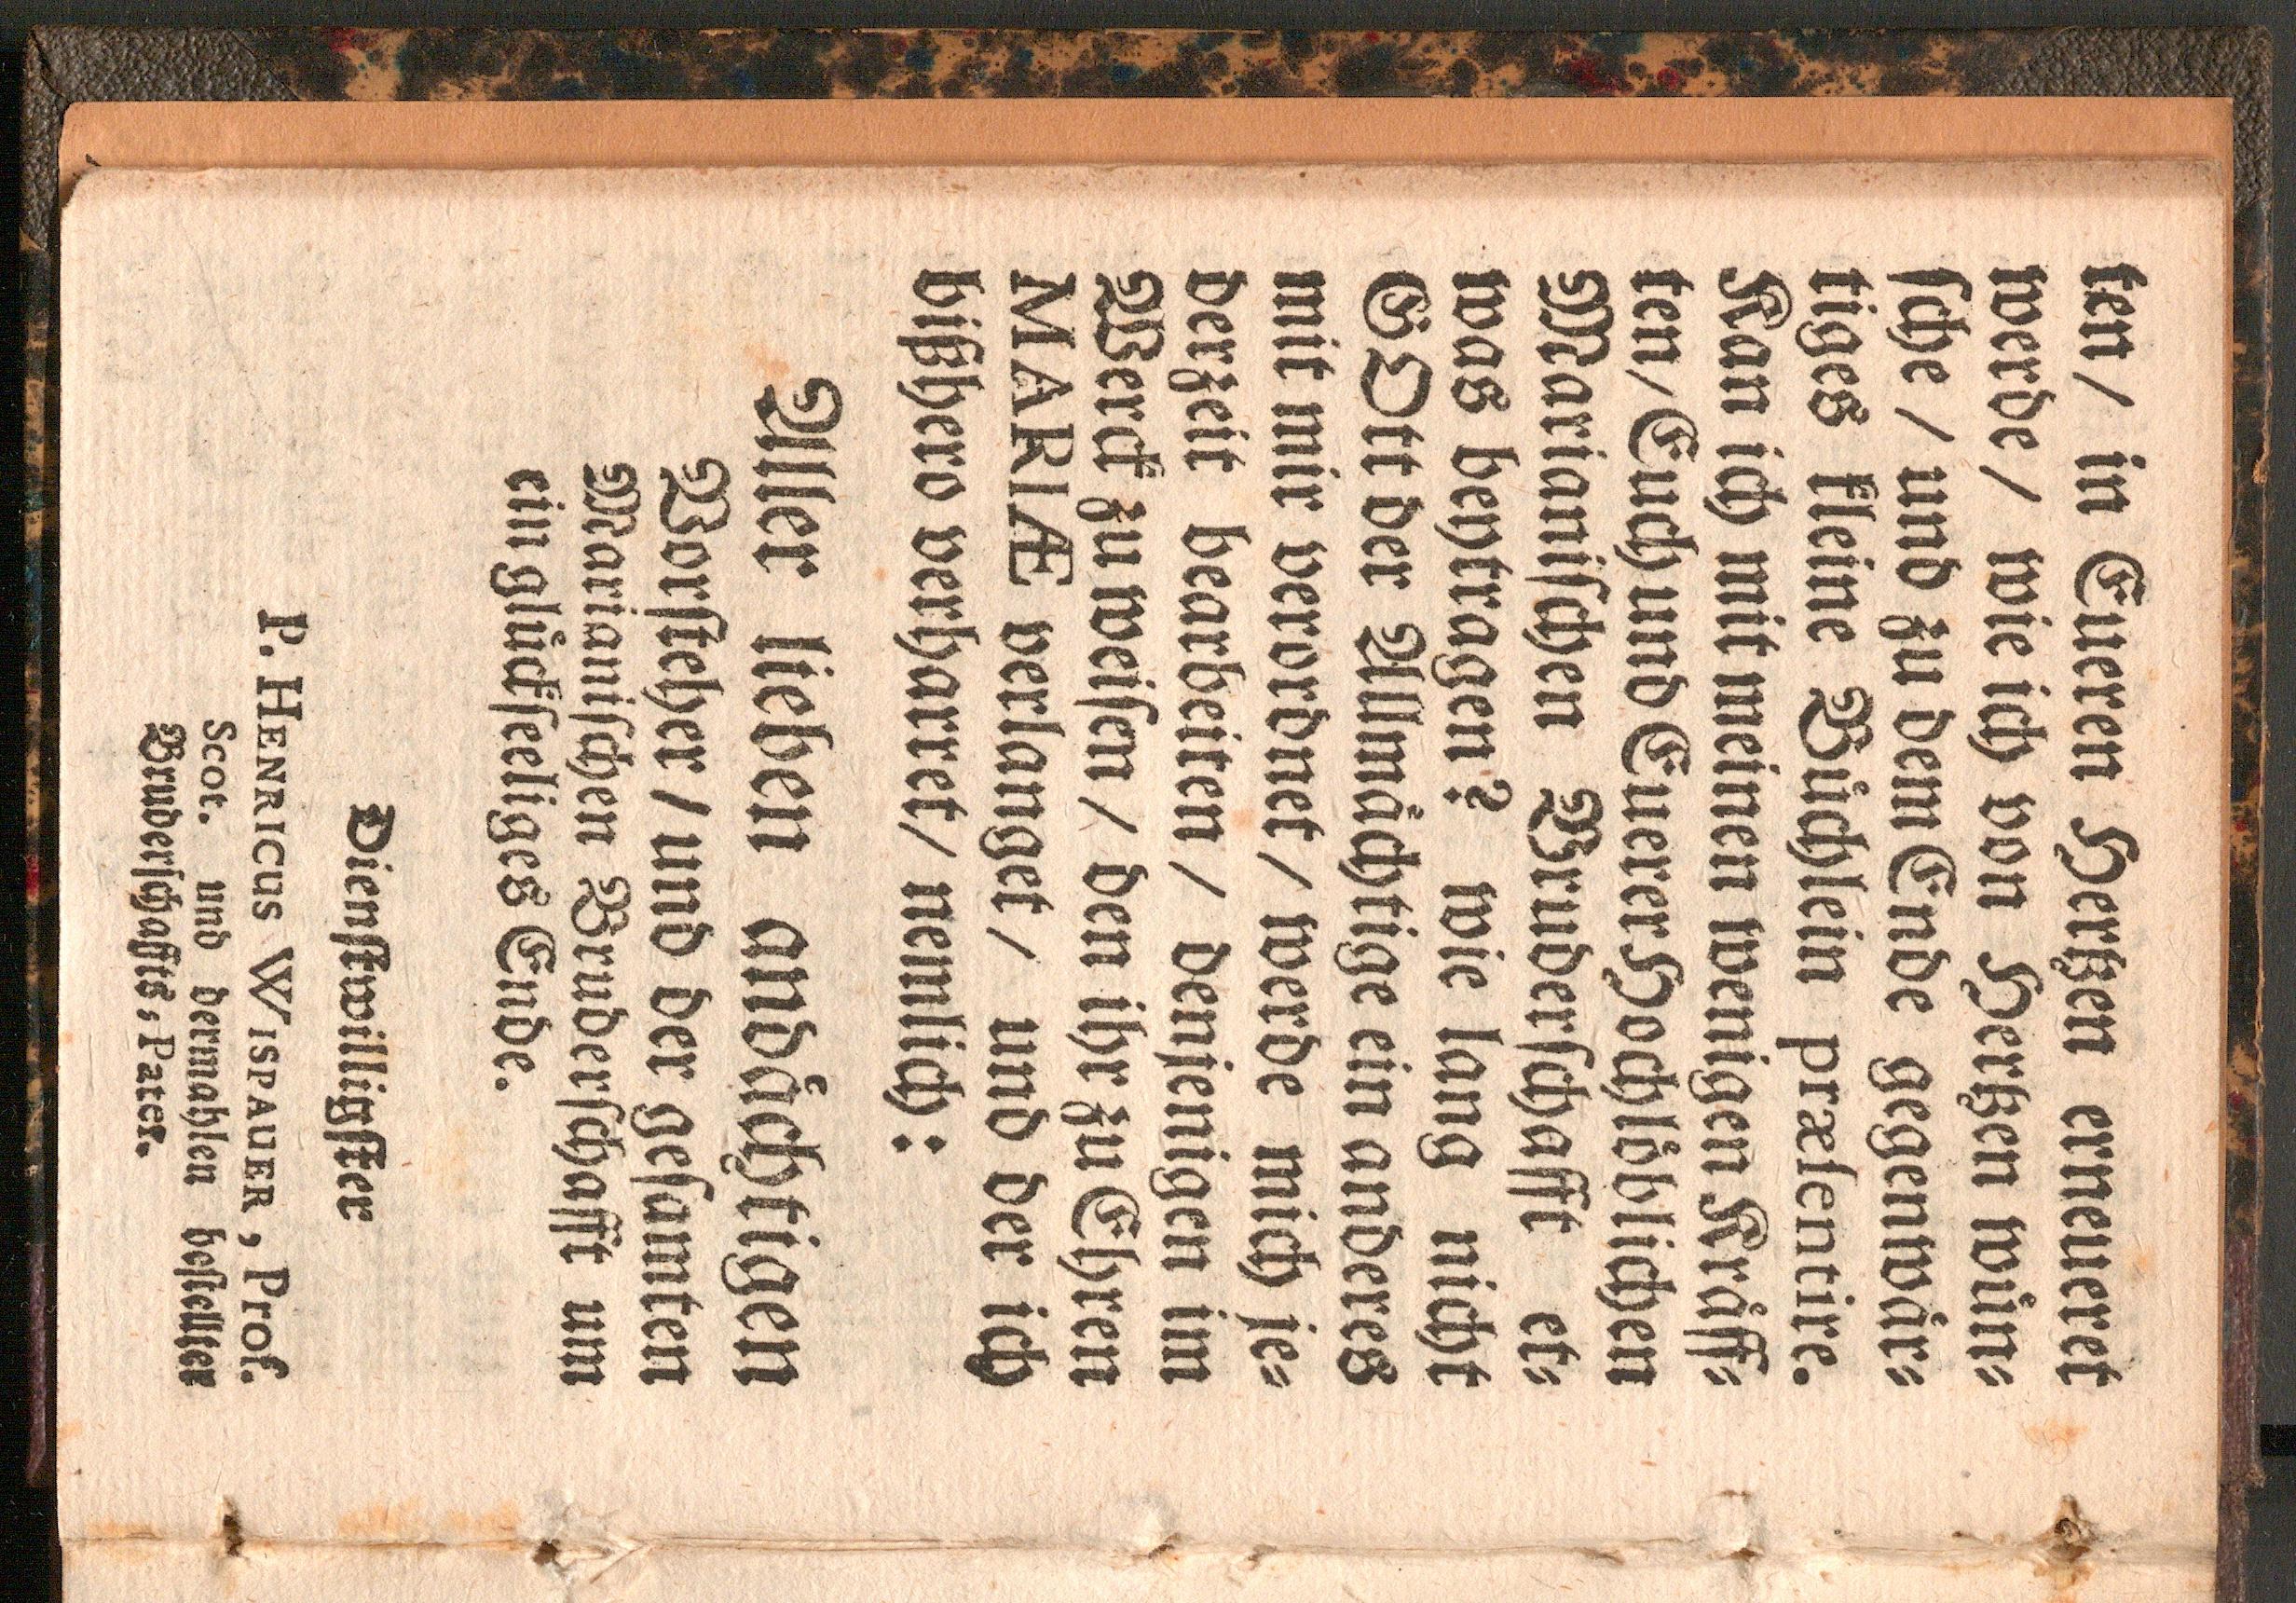 ten / in Eueren Hertzen erneueret
werde / wie ich von Hertzen wün⸗
ſche / und zu dem Ende gegenwär⸗
tiges kleine Büchlein præſentire.
Kan ich mit meinen wenigen Kräff⸗
ten / Euch und Euerer Hochlöblichen
Marianiſchen Bruderſchafft et⸗
was beytragen? wie lang nicht
GOtt der Allmächtige ein anderes
mit mir verordnet / werde mich je⸗
derzeit bearbeiten / denjenigen im
Werck zu weiſen / den ihr zu Ehren
MARIÆ verlanget / und der ich
bißhero verharret / nemlich:
Aller lieben andächtigen
Vorſteher / und der geſamten
Marianiſchen Bruderſchafft um
ein glückſeeliges Ende.
Dienſtwilligſter
P. HENRICUS WISPAUER, Prof.
Scot. und dermahlen beſtellter
Bruderſchaffts⸗Pater.